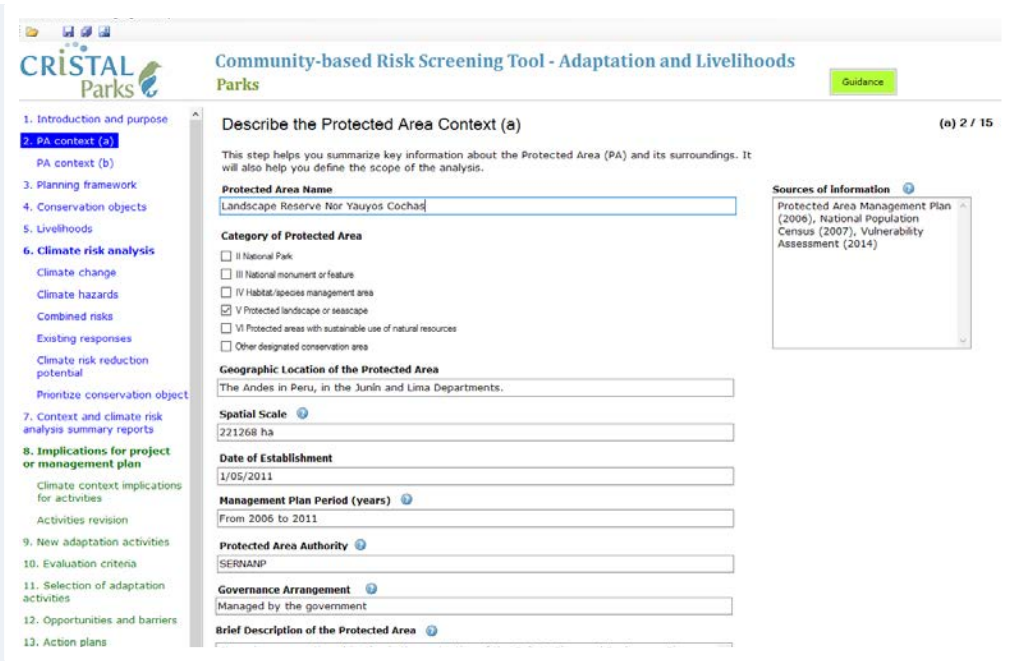 CRiSTAL
Parks
Community-based Risk Screening Tool - Adaptation and Livelihoods
Parks
Guidance
1. Introduction and purpose
2. PA context (a)
PA context (b)
3. Planning framework
4. Conservation objects
5. Livelihoods
6. Climate risk analysis
Climate change
Climate hazards
Combined risks
Existing responses
Climate risk reduction
potential
Prioritize conservation object
7. Context and climate risk
analysis summary reports
8. Implications for project
or management plan
Climate context implications
for activities
Activities revision
9. New adaptation activities
10. Evaluation criteria
11. Selection of adaptation
activities
12. Opportunities and barriers
13. Action plans
Describe the Protected Area Context (a)
(a) 2 / 15
This step helps you summarize key information about the Protected Area (PA) and its surroundings. It
will also help you define the scope of the analysis.
Protected Area Name
Landscape Reserve Nor Yauyos Cochas
Category of Protected Area
II National Park
III National monument or feature
IV Habitat/species management area
V Protected landscape or seascape
VI Protected areas with sustainable use of natural resources
Other designated conservation area
Geographic Location of the Protected Area
The Andes in Peru, in the Junín and Lima Departments.
Spatial Scale
221268 ha
Date of Establishment
1/05/2011
Management Plan Period (years)
From 2006 to 2011
Protected Area Authority
SERNANP
Governance Arrangement
Managed by the government
Brief Description of the Protected Area
Sources of information
Protected Area Management Plan
(2006), National Population
Census (2007), Vulnerability
Assessment (2014)